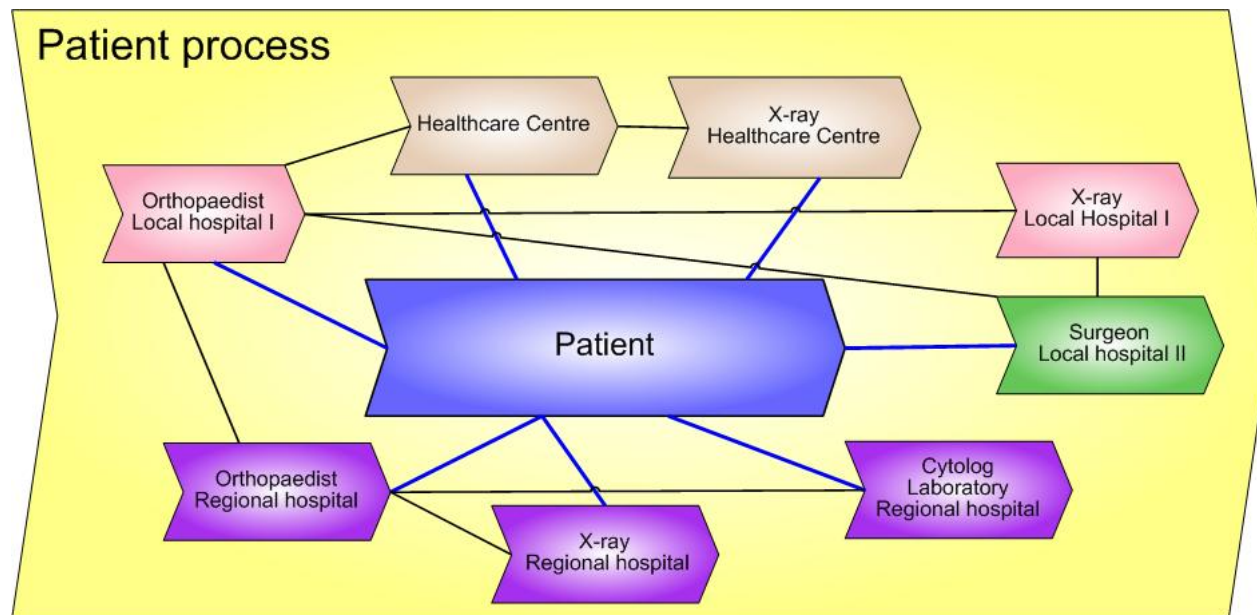 Patient process
Healthcare Centre
X-ray
Healthcare Centre
Orthopaedist
Local hospital I
X-ray
Local Hospital I
Patient
Surgeon
Local hospital II
Orthopaedist
Regional hospital
X-ray
Regional hospital
Cytolog
Laboratory
Regional hospital